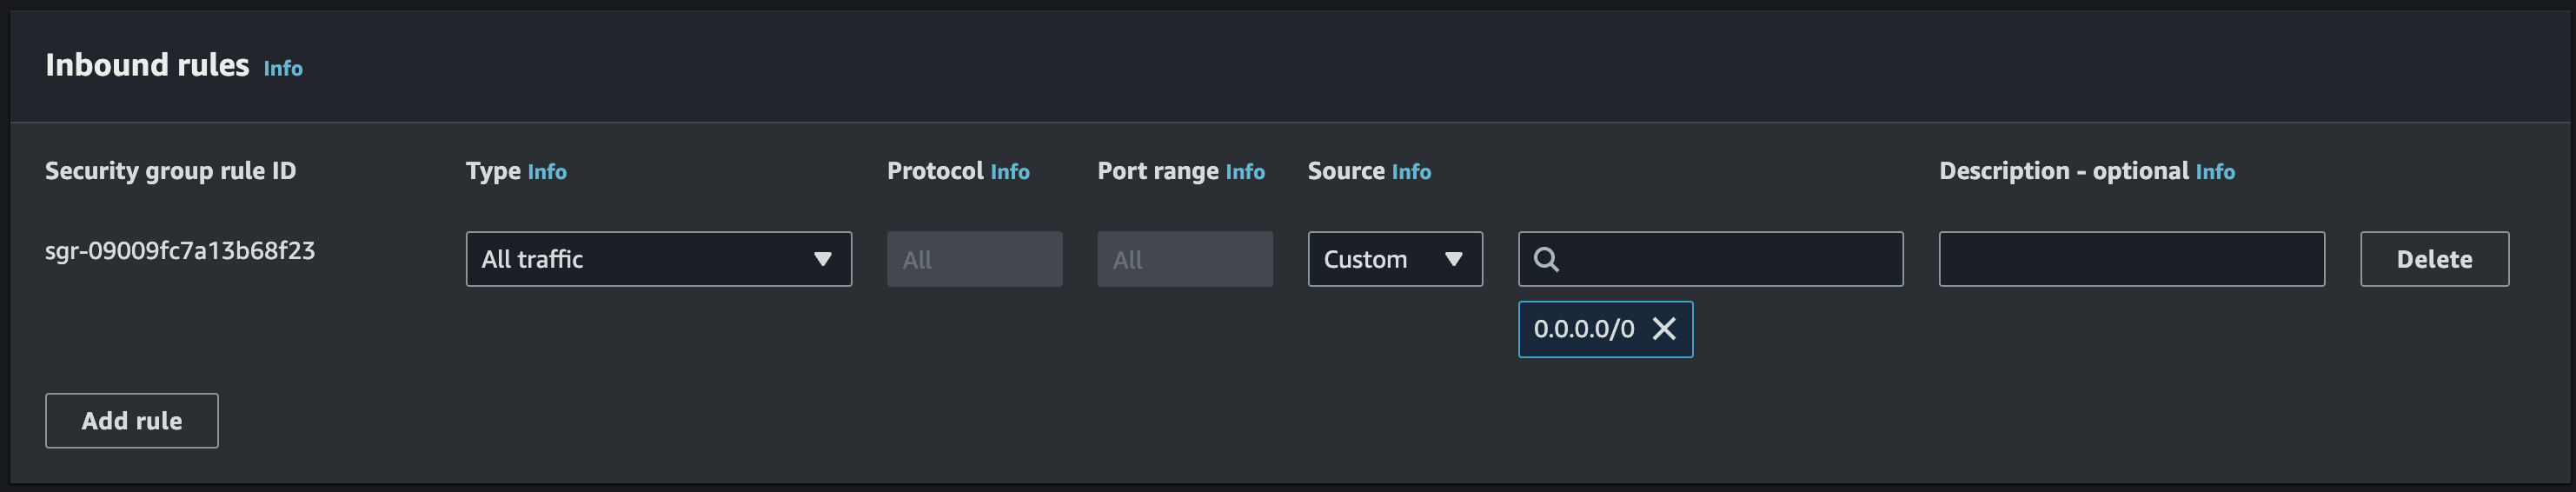 Inbound rules Info
Security group rule ID Type Info Protocol Info Port range Info Source Info Description - optional Info
sgr-09009fc7a13b68f23 All traffic All All Custom Delete
0.0.0.0/0
Add rule